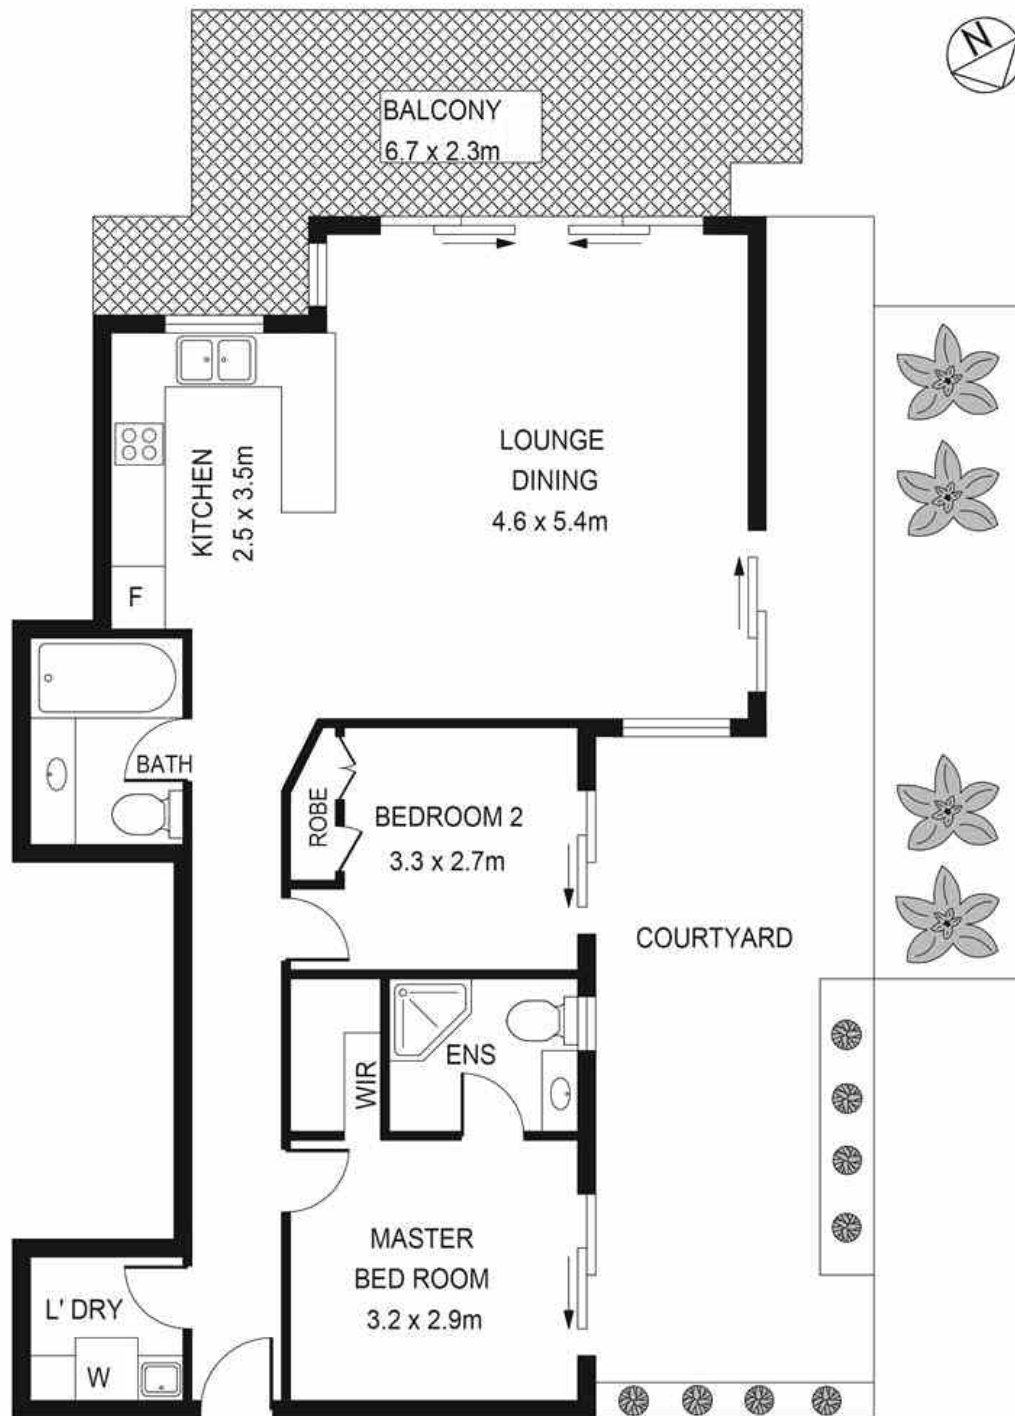 N
BALCONY
6.7 x 2.3m
LOUNGE
DINING
4.6 x 5.4m
KITCHEN
2.5 x 3.5m
F
BATH
ROBE
BEDROOM 2
3.3 x 2.7m
COURTYARD
ENS
WIR
MASTER
BED ROOM
3.2 x 2.9m
L' DRY
W